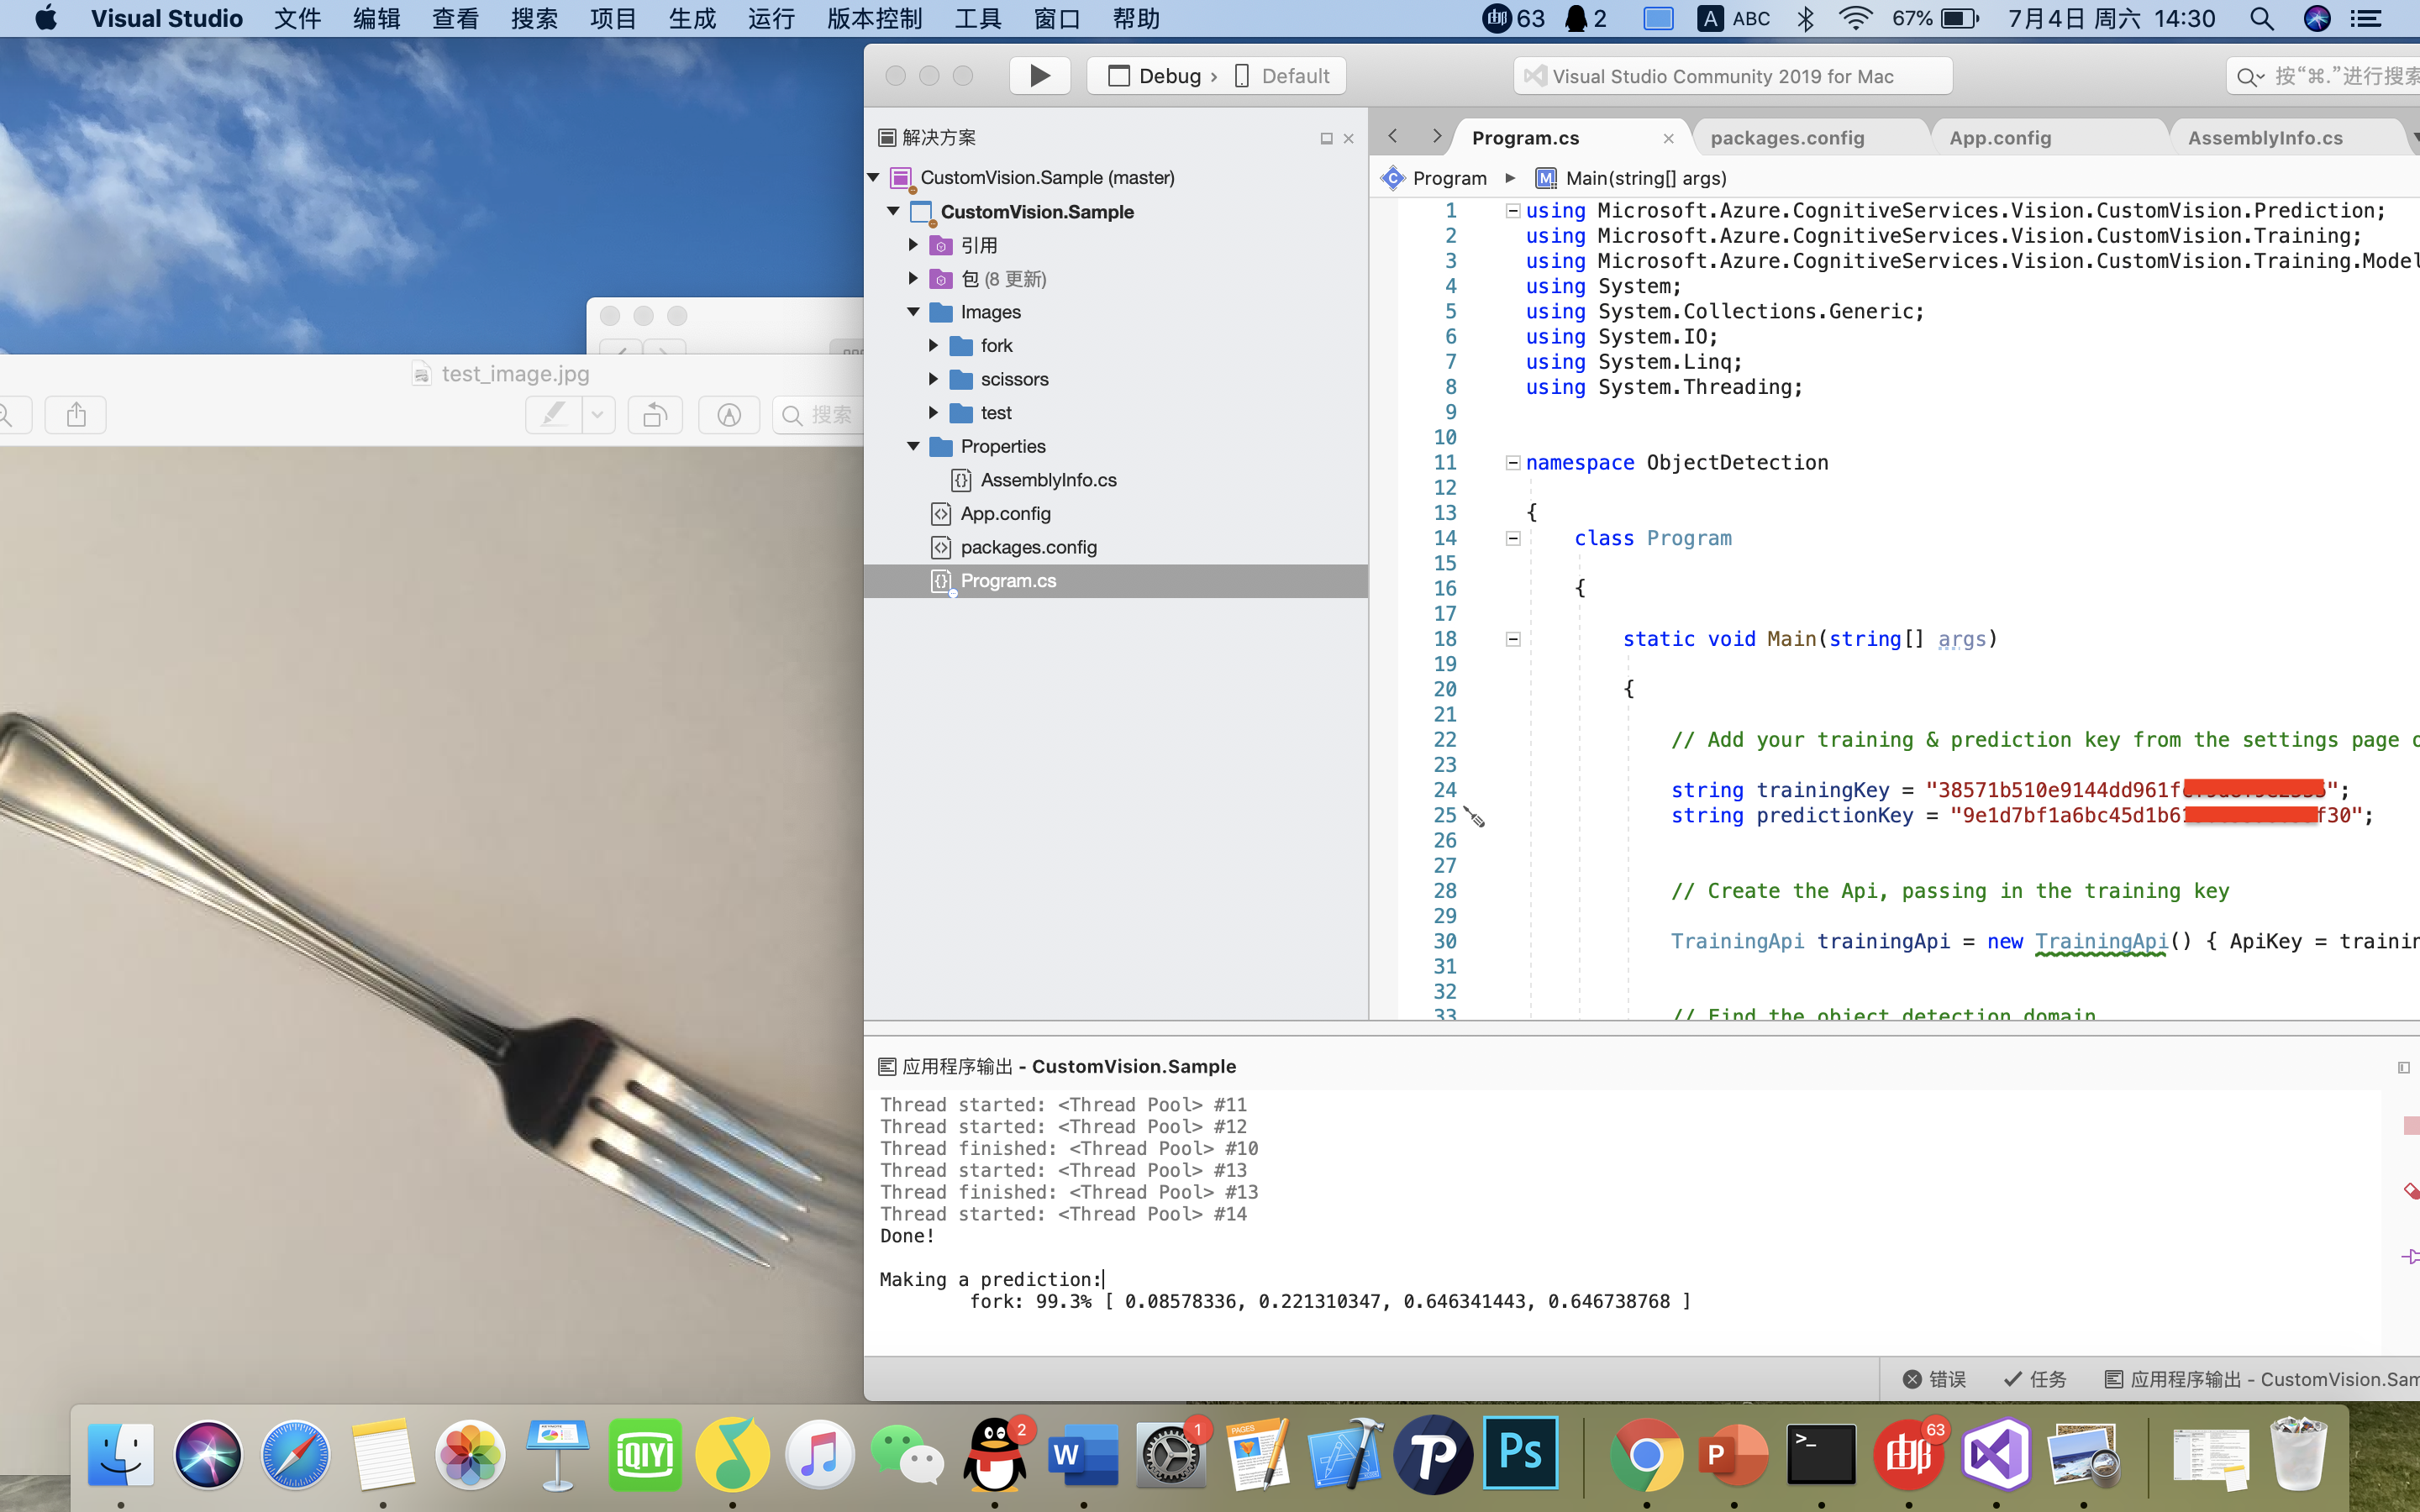 Visual Studio 文件 编辑 查看 搜索 项目 生成 运行 版本控制 工具 窗口 帮助 63 2 A ABC 67% 7月4日 周六 14:30
Debug › Default
Visual Studio Community 2019 for Mac
按“⌘.”进行搜索
test_image.jpg
搜索
解决方案
CustomVision.Sample (master)
CustomVision.Sample
引用
包 (8 更新)
Images
fork
scissors
test
Properties
AssemblyInfo.cs
App.config
packages.config
Program.cs
Program.cs packages.config App.config AssemblyInfo.cs
Program Main(string[] args)
1 using Microsoft.Azure.CognitiveServices.Vision.CustomVision.Prediction;
2 using Microsoft.Azure.CognitiveServices.Vision.CustomVision.Training;
3 using Microsoft.Azure.CognitiveServices.Vision.CustomVision.Training.Model
4 using System;
5 using System.Collections.Generic;
6 using System.IO;
7 using System.Linq;
8 using System.Threading;
9
10
11 namespace ObjectDetection
12
13 {
14 class Program
15
16 {
17
18 static void Main(string[] args)
19
20 {
21
22 // Add your training & prediction key from the settings page
23
24 string trainingKey = "38571b510e9144dd961f";
25 string predictionKey = "9e1d7bf1a6bc45d1b6f30";
26
27
28 // Create the Api, passing in the training key
29
30 TrainingApi trainingApi = new TrainingApi() { ApiKey = trainin
31
32
33 // Find the object detection domain
应用程序输出 - CustomVision.Sample
Thread started: <Thread Pool> #11
Thread started: <Thread Pool> #12
Thread finished: <Thread Pool> #10
Thread started: <Thread Pool> #13
Thread finished: <Thread Pool> #13
Thread started: <Thread Pool> #14
Done!
Making a prediction:
fork: 99.3% [ 0.08578336, 0.221310347, 0.646341443, 0.646738768 ]
错误 任务 应用程序输出 - CustomVision.Sam
iQIYI 2 W 1 PAGES Ps P >_ 邮 63